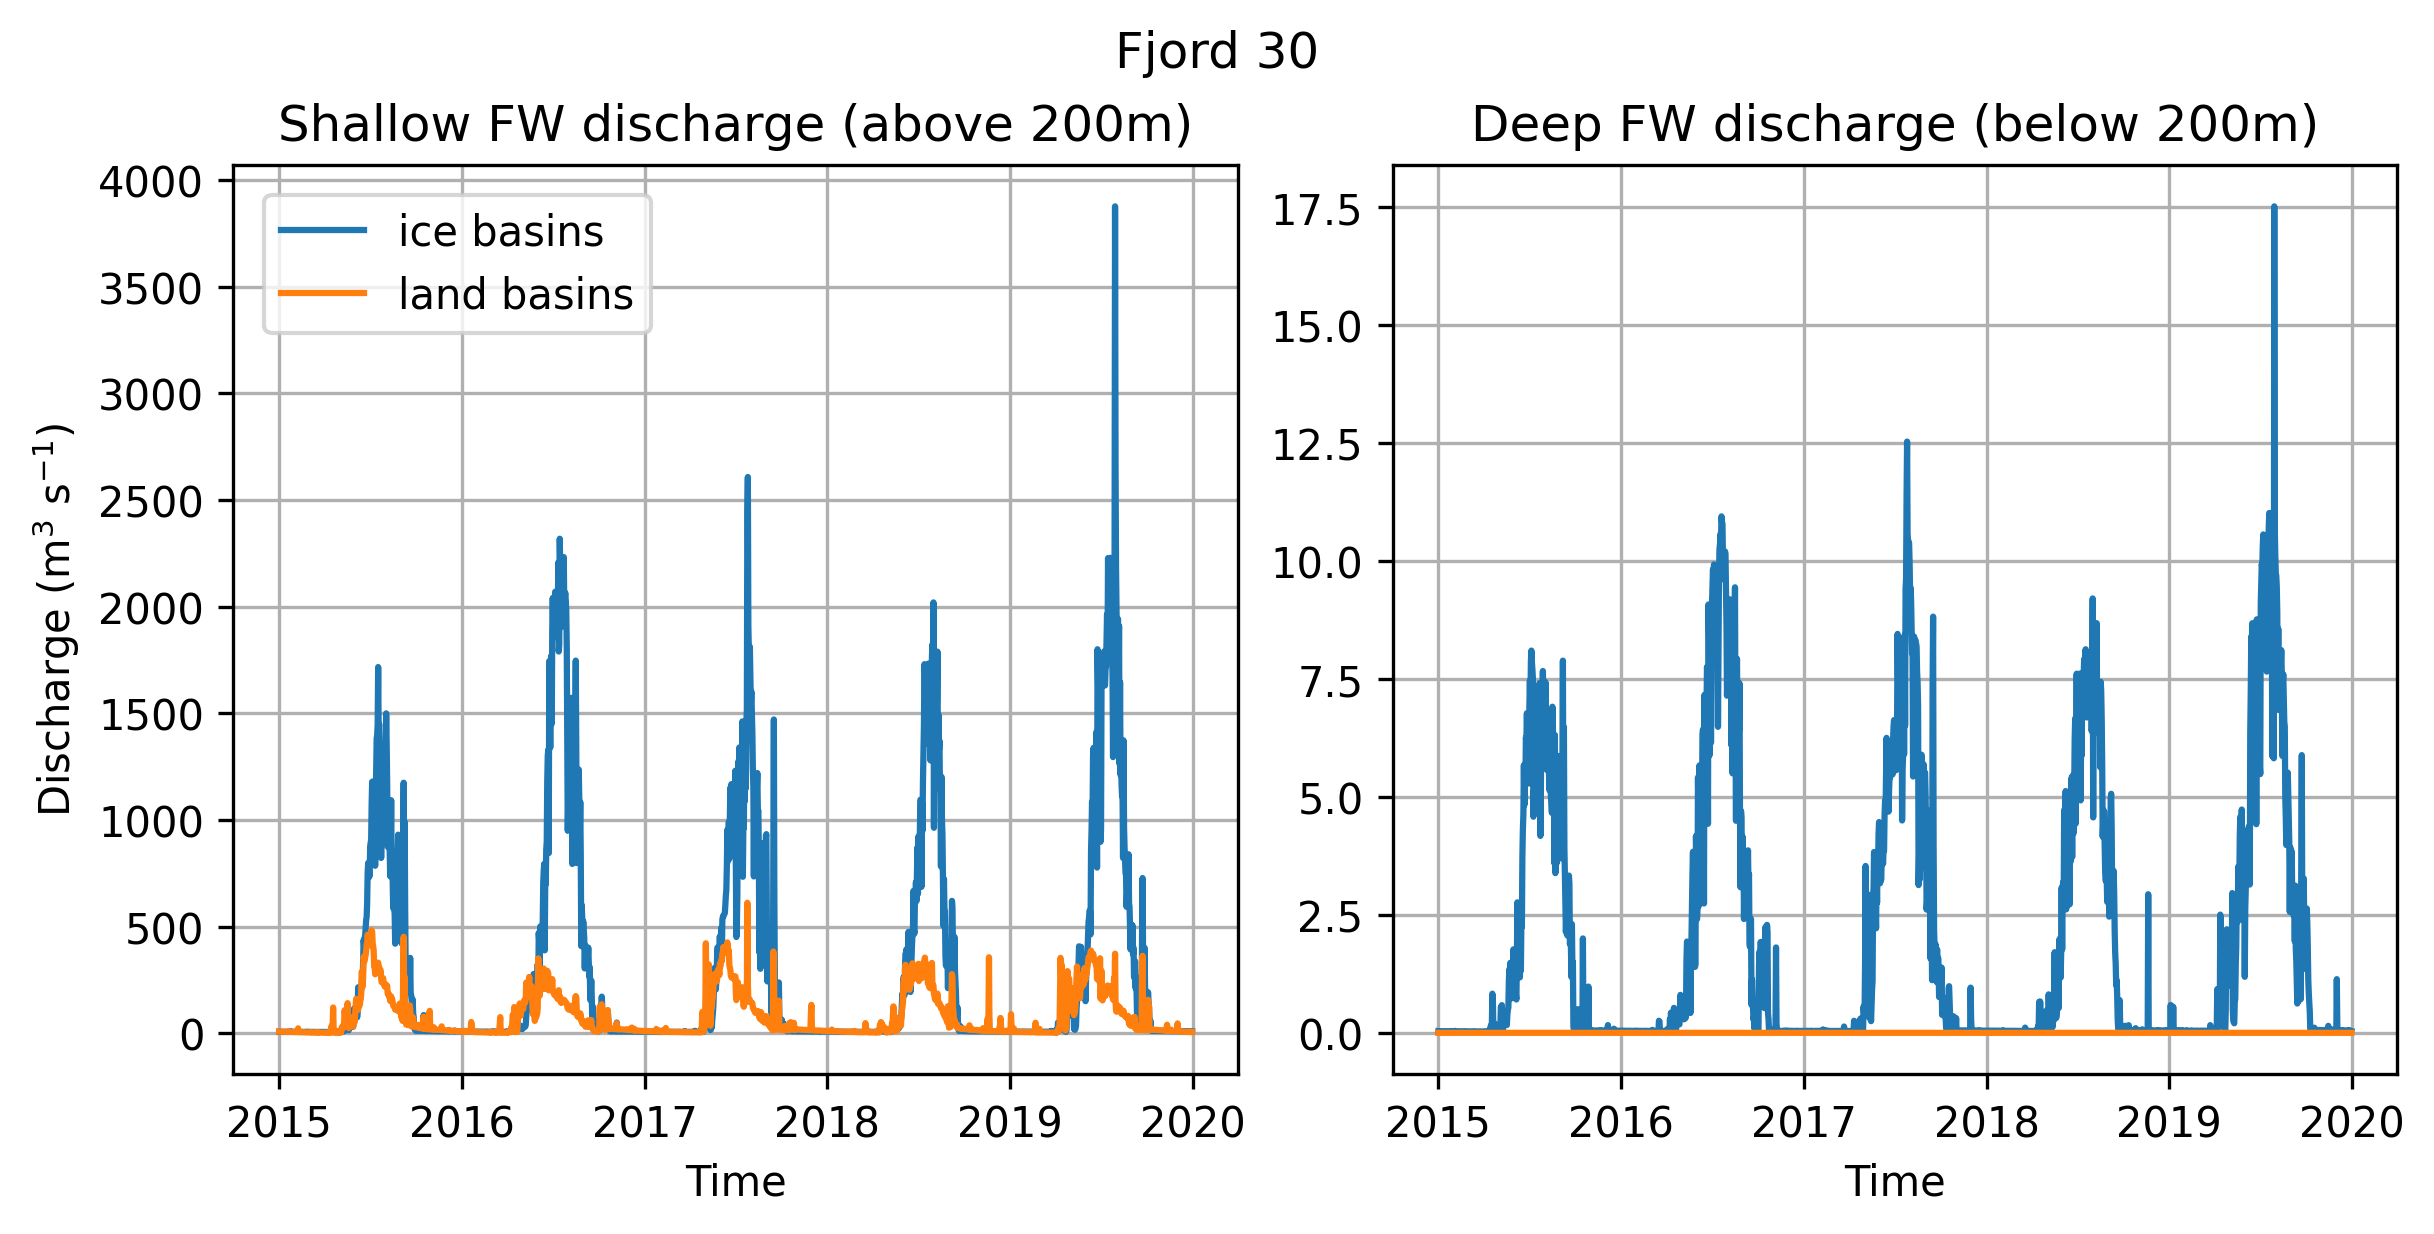 Fjord 30
Shallow FW discharge (above 200m)
4000
3500
3000
2500
2000
1500
1000
500
0
Discharge (m³ s⁻¹)
ice basins
land basins
2015 2016 2017 2018 2019 2020
Time
Deep FW discharge (below 200m)
17.5
15.0
12.5
10.0
7.5
5.0
2.5
0.0
2015 2016 2017 2018 2019 2020
Time